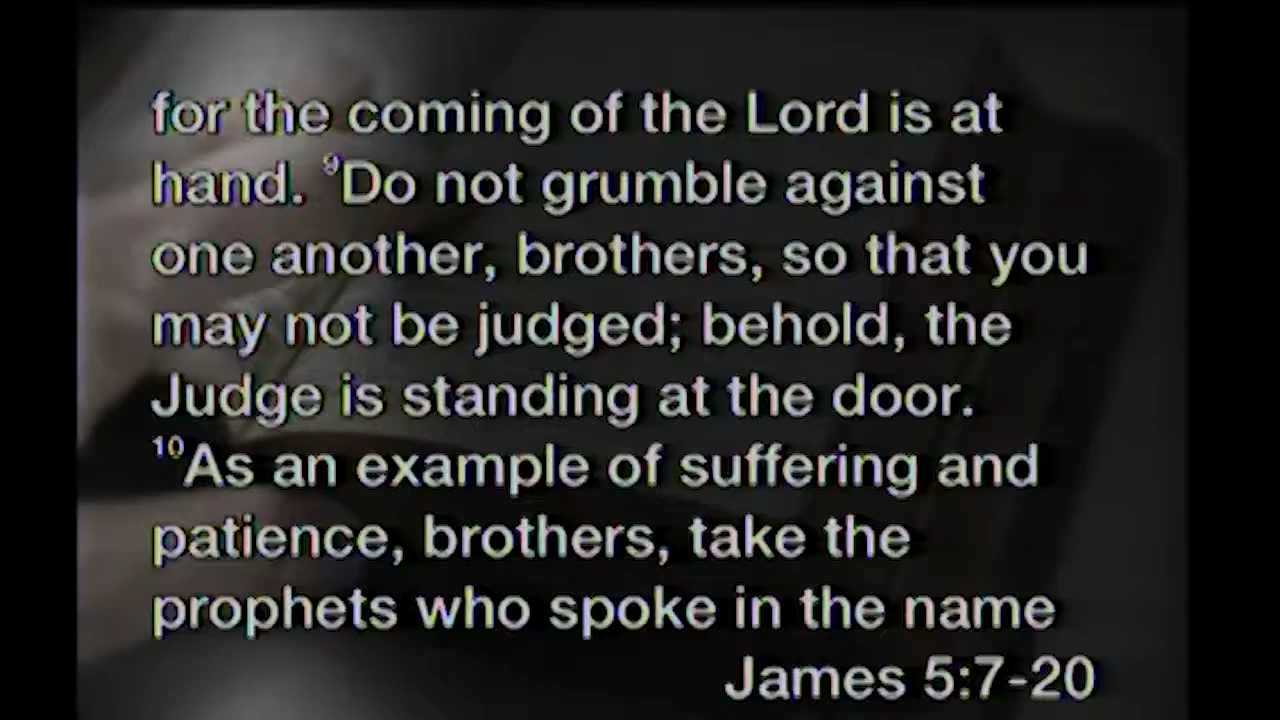 for the coming of the Lord is at
hand. ⁹Do not grumble against
one another, brothers, so that you
may not be judged; behold, the
Judge is standing at the door.
¹⁰As an example of suffering and
patience, brothers, take the
prophets who spoke in the name
James 5:7-20